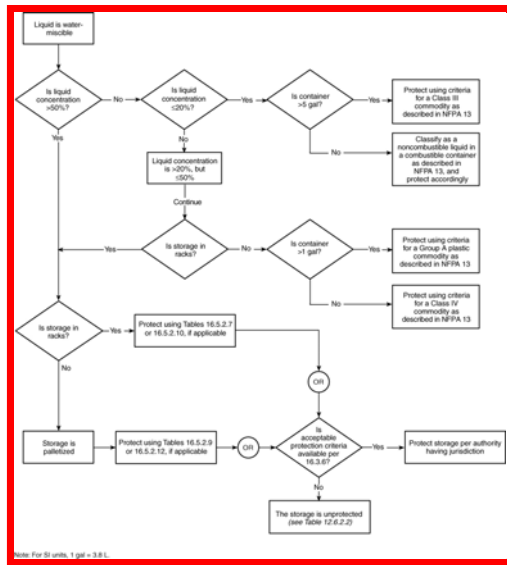 Liquid is water-
miscible
Is liquid
concentration
>50%?
No
Is liquid
concentration
≤20%?
Yes
Is container
>5 gal?
Yes
Protect using criteria
for a Class III
commodity as
described in NFPA 13
Yes
No
No
Classify as a
noncombustible liquid in
a combustible container
as described in
NFPA 13, and
protect accordingly
Liquid concentration
is >20%, but
≤50%
Continue
Yes
Is storage in
racks?
No
Is container
>1 gal?
Yes
Protect using criteria
for a Group A plastic
commodity as
described in NFPA 13
No
Protect using criteria
for a Class IV
commodity as
described in NFPA 13
Is storage in
racks?
Yes
Protect using Tables 16.5.2.7
or 16.5.2.10, if applicable
No
OR
Storage is
palletized
Protect using Tables 16.5.2.9
or 16.5.2.12, if applicable
OR
Is
acceptable
protection criteria
available per
16.3.6?
Yes
Protect storage per authority
having jurisdiction
No
The storage is unprotected
(see Table 12.6.2.2)
Note: For SI units, 1 gal = 3.8 L.